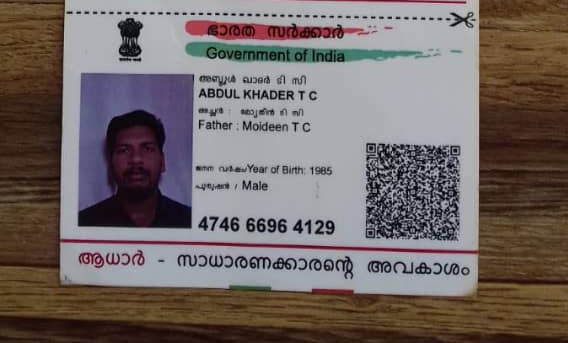 ഭാരത സർക്കാർ
Government of India
അബ്ദുൾ ഖാദർ ടി സി
ABDUL KHADER T C
അച്ഛൻ : മൊയ്തീൻ ടി സി
Father : Moideen T C
ജനന വർഷം/Year of Birth: 1985
പുരുഷൻ / Male
4746 6696 4129
ആധാർ - സാധാരണക്കാരന്റെ അവകാശം